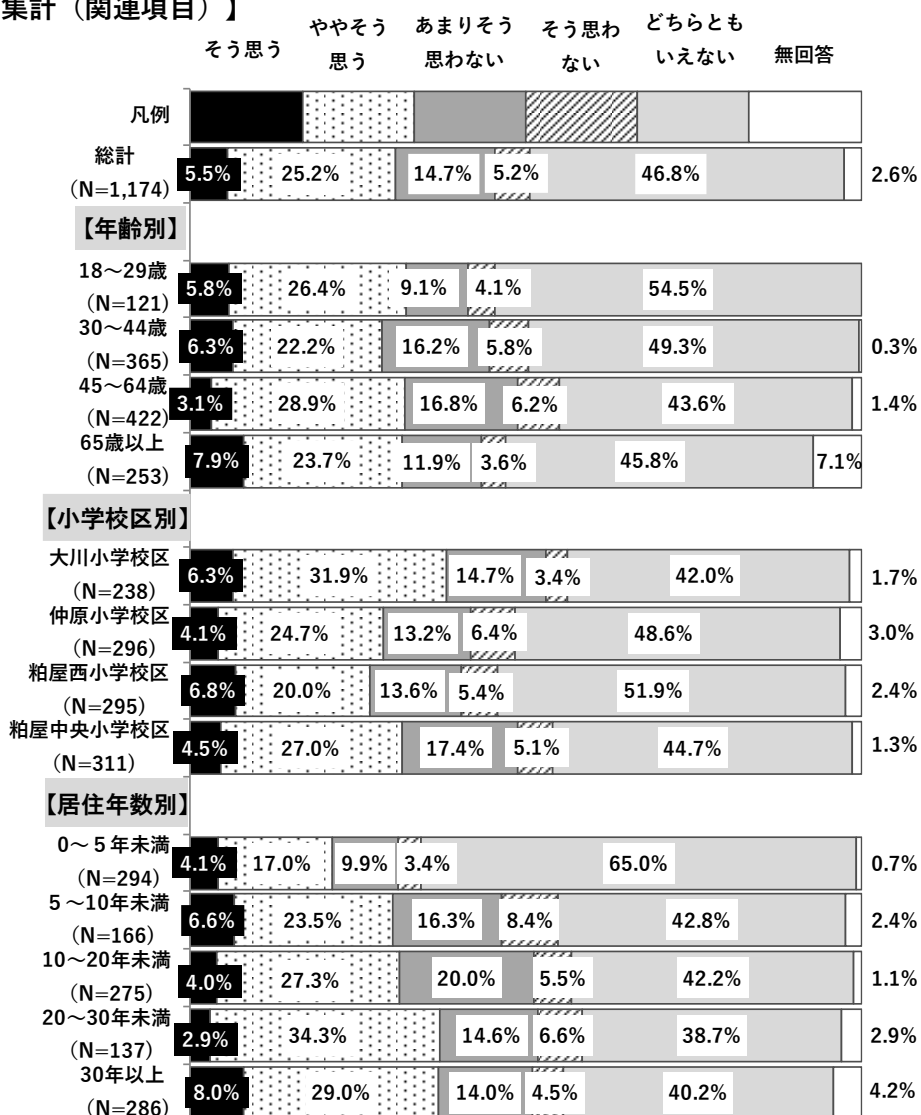 集計（関連項目）】
そう思う
ややそう
思う
あまりそう
思わない
そう思わ
ない
どちらとも
いえない
無回答
凡例
総計
（N=1,174）
5.5% 25.2% 14.7% 5.2% 46.8% 2.6%
【年齢別】
18～29歳
（N=121）
5.8% 26.4% 9.1% 4.1% 54.5%
30～44歳
（N=365）
6.3% 22.2% 16.2% 5.8% 49.3% 0.3%
45～64歳
（N=422）
3.1% 28.9% 16.8% 6.2% 43.6% 1.4%
65歳以上
（N=253）
7.9% 23.7% 11.9% 3.6% 45.8% 7.1%
【小学校区別】
大川小学校区
（N=238）
6.3% 31.9% 14.7% 3.4% 42.0% 1.7%
仲原小学校区
（N=296）
4.1% 24.7% 13.2% 6.4% 48.6% 3.0%
粕屋西小学校区
（N=295）
6.8% 20.0% 13.6% 5.4% 51.9% 2.4%
粕屋中央小学校区
（N=311）
4.5% 27.0% 17.4% 5.1% 44.7% 1.3%
【居住年数別】
0～５年未満
（N=294）
4.1% 17.0% 9.9% 3.4% 65.0% 0.7%
５～10年未満
（N=166）
6.6% 23.5% 16.3% 8.4% 42.8% 2.4%
10～20年未満
（N=275）
4.0% 27.3% 20.0% 5.5% 42.2% 1.1%
20～30年未満
（N=137）
2.9% 34.3% 14.6% 6.6% 38.7% 2.9%
30年以上
（N=286）
8.0% 29.0% 14.0% 4.5% 40.2% 4.2%